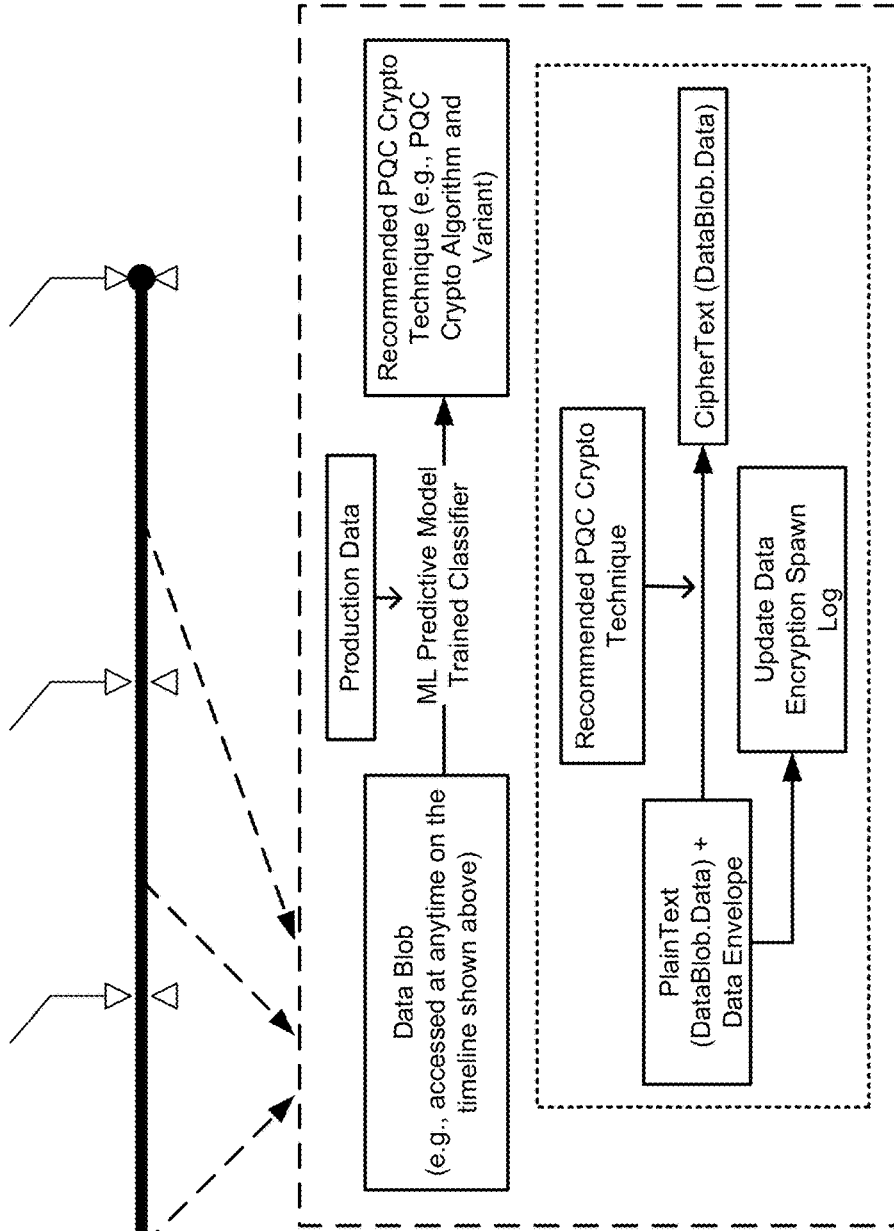 Data Blob
(e.g., accessed at anytime on the
timeline shown above)
Production Data
ML Predictive Model
Trained Classifier
Recommended PQC Crypto
Technique (e.g., PQC
Crypto Algorithm and
Variant)
PlainText
(DataBlob.Data) +
Data Envelope
Recommended PQC Crypto
Technique
CipherText (DataBlob.Data)
Update Data
Encryption Spawn
Log